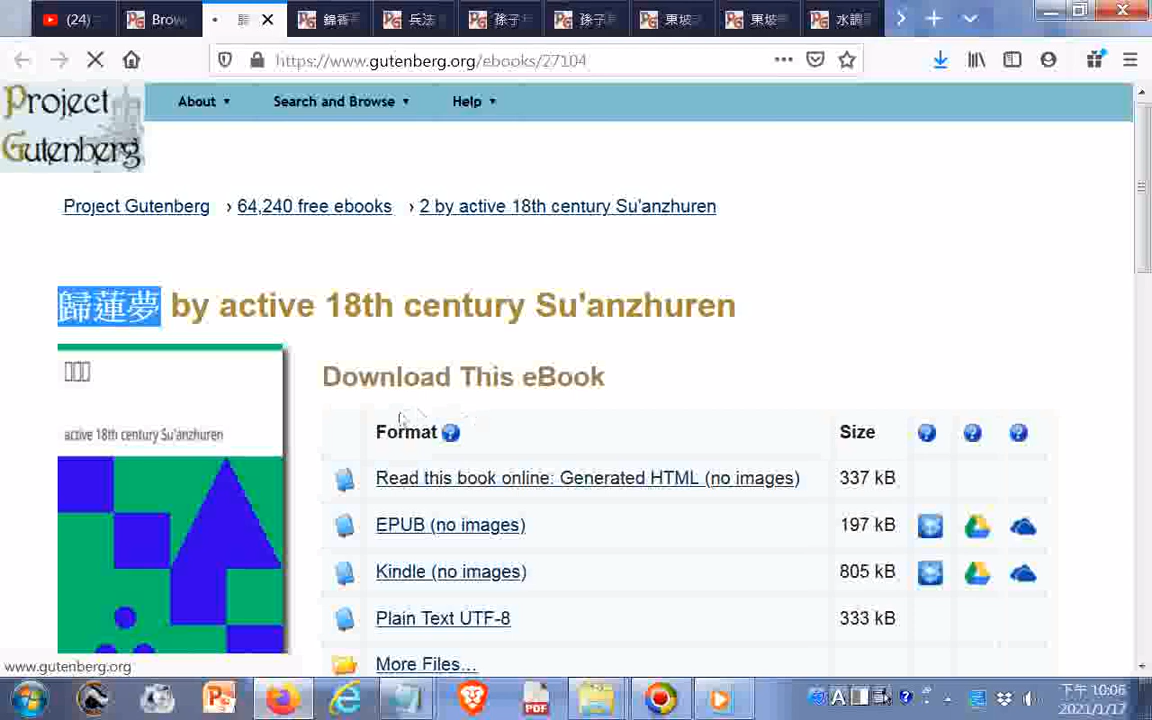 (24)
Brow
錦香
兵法
孫子
孫子
東坡
東坡
水調
https://www.gutenberg.org/ebooks/27104
Project
Gutenberg
About
Search and Browse
Help
Project Gutenberg › 64,240 free ebooks › 2 by active 18th century Su'anzhuren
歸蓮夢 by active 18th century Su'anzhuren
active 18th century Su'anzhuren
Download This eBook
Format Size
Read this book online: Generated HTML (no images) 337 kB
EPUB (no images) 197 kB
Kindle (no images) 805 kB
Plain Text UTF-8 333 kB
More Files…
www.gutenberg.org
PDF
A
下午 10:06
2021/1/17